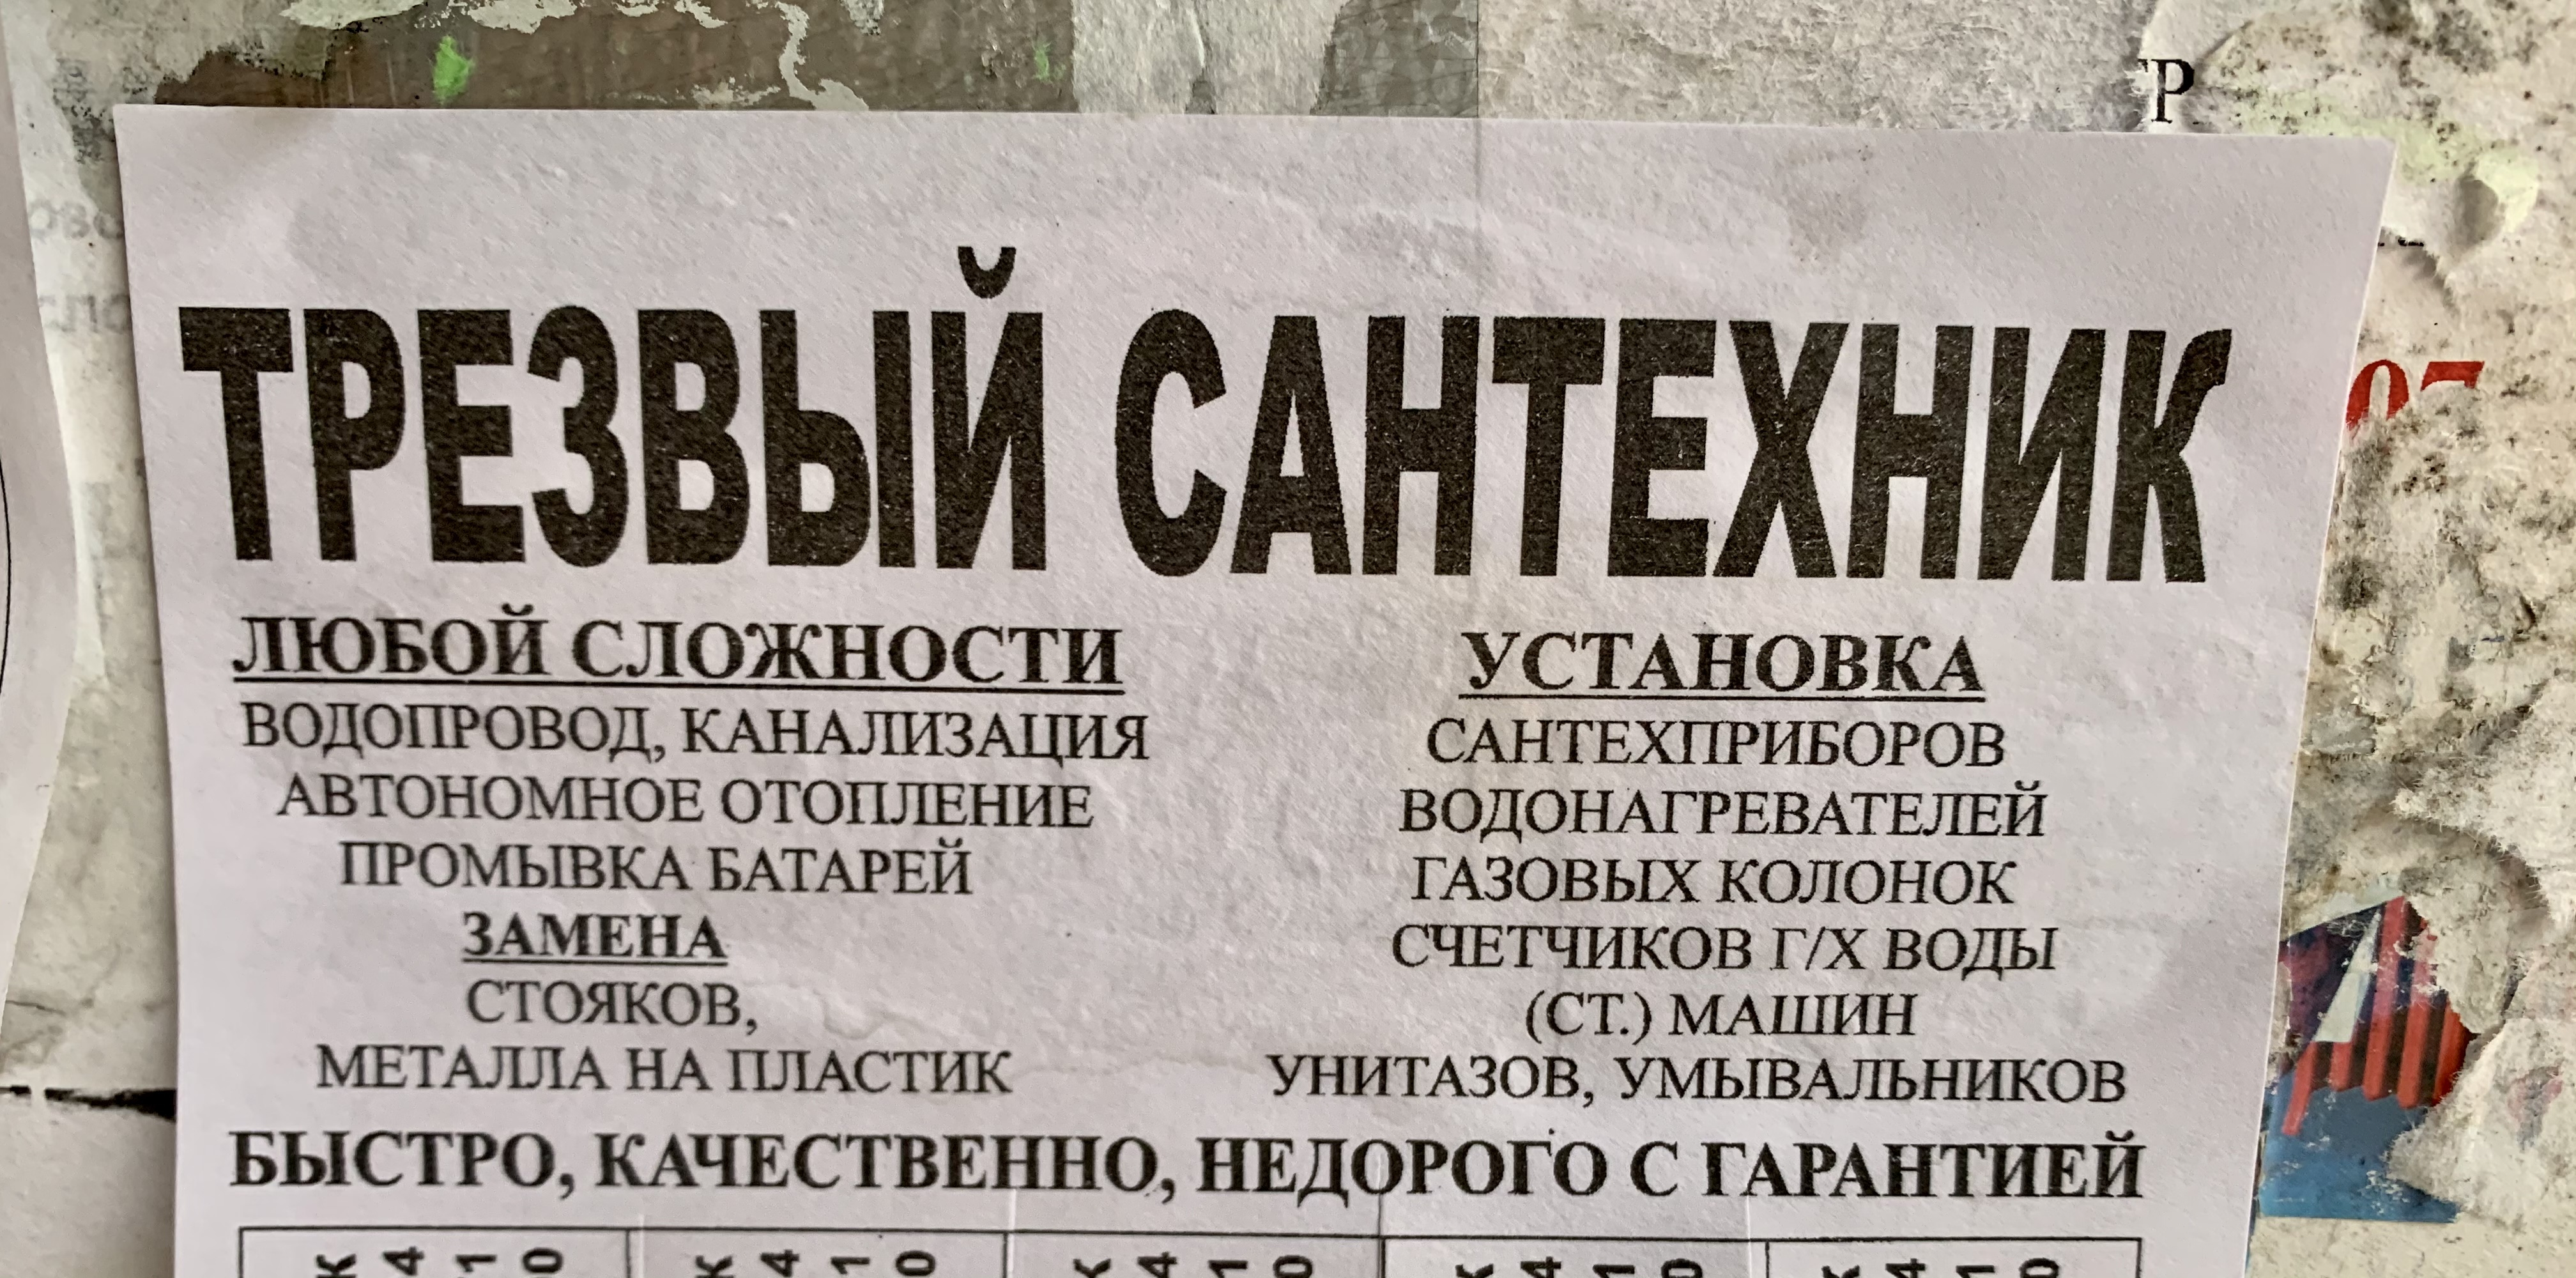 ТРЕЗВЫЙ САНТЕХНИК
ЛЮБОЙ СЛОЖНОСТИ
ВОДОПРОВОД, КАНАЛИЗАЦИЯ
АВТОНОМНОЕ ОТОПЛЕНИЕ
ПРОМЫВКА БАТАРЕЙ
ЗАМЕНА
СТОЯКОВ,
МЕТАЛЛА НА ПЛАСТИК
УСТАНОВКА
САНТЕХПРИБОРОВ
ВОДОНАГРЕВАТЕЛЕЙ
ГАЗОВЫХ КОЛОНОК
СЧЕТЧИКОВ Г/Х ВОДЫ
(СТ.) МАШИН
УНИТАЗОВ, УМЫВАЛЬНИКОВ
БЫСТРО, КАЧЕСТВЕННО, НЕДОРОГО С ГАРАНТИЕЙ